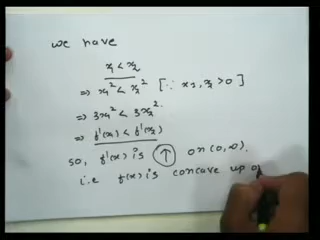 we have
x₁ < x₂
⇒ x₁² < x₂² [∵ x₁, x₂ > 0]
⇒ 3x₁² < 3x₂²
⇒ f'(x₁) < f'(x₂)
so, f'(x) is ↑ on (0, ∞).
i.e f(x) is concave up o